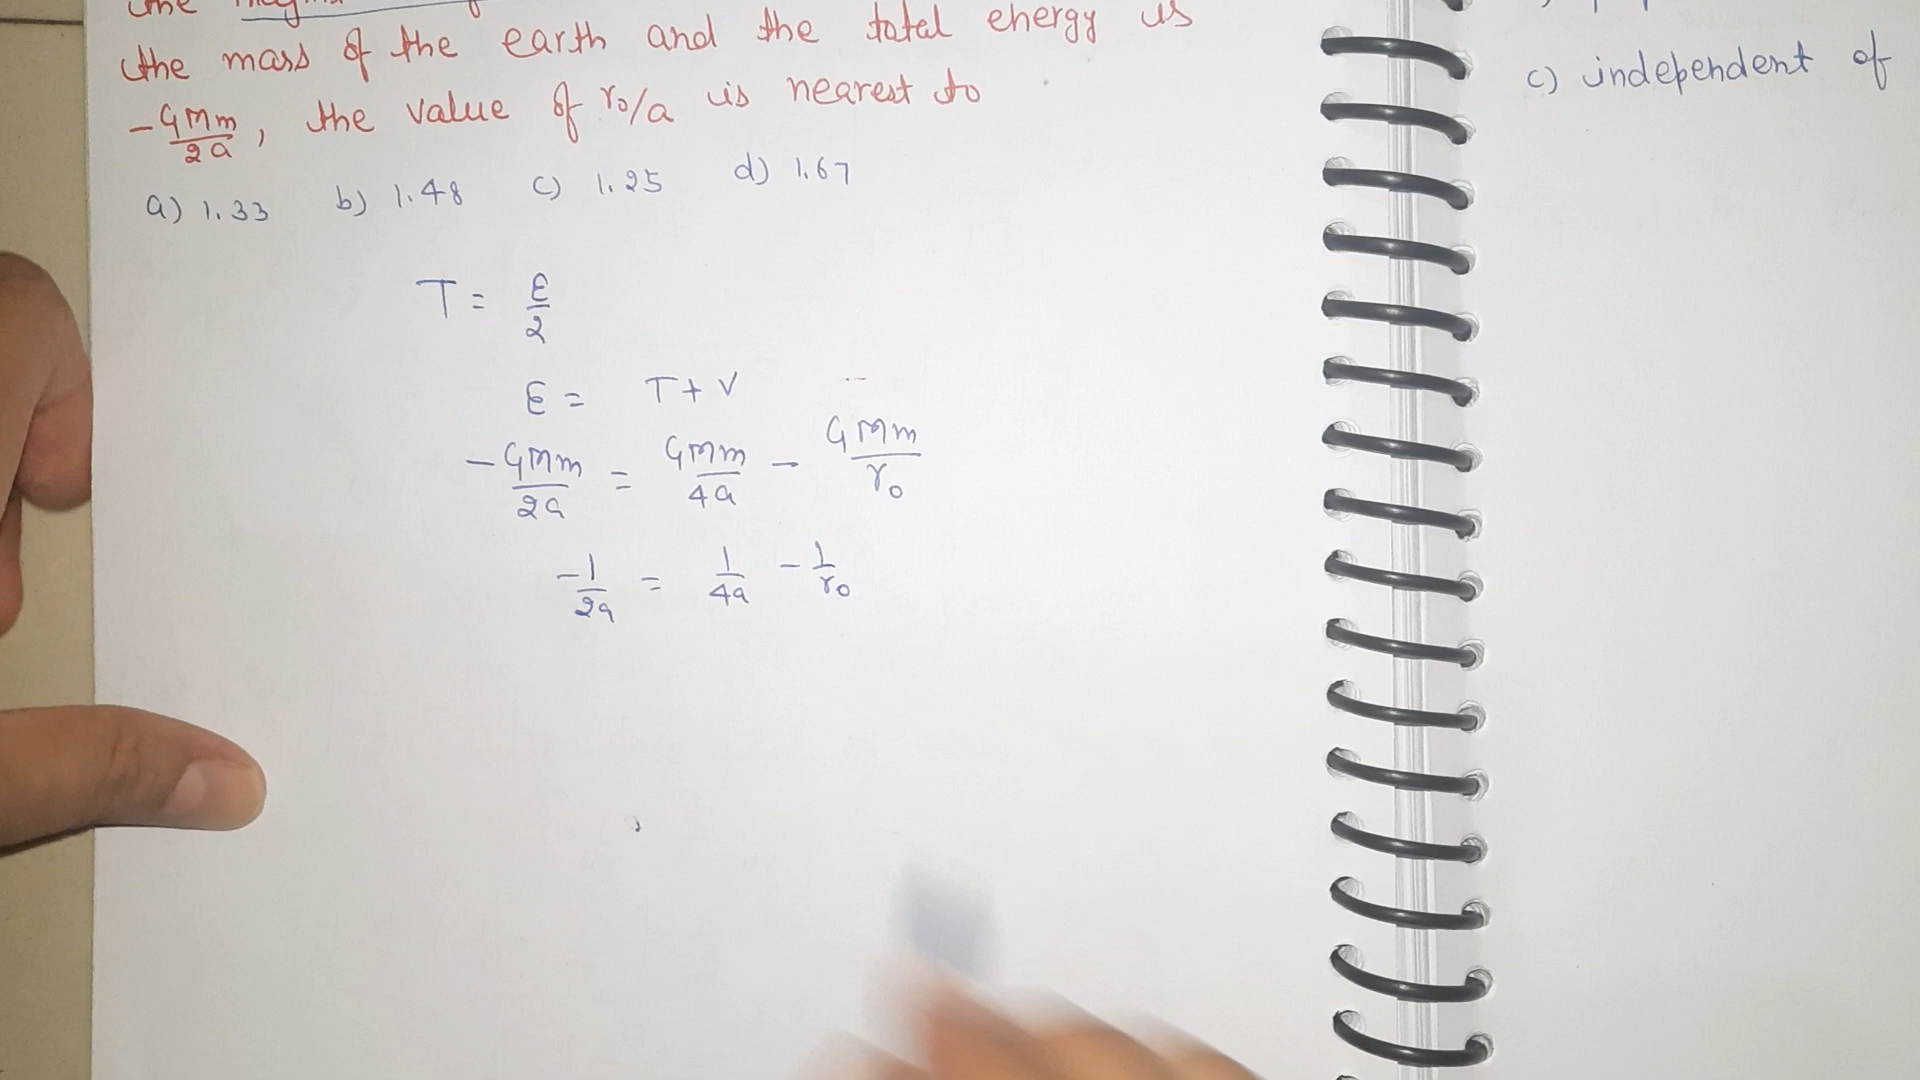 the mass of the earth and the total energy is
-GMm/2a, the value of r₀/a is nearest to
a) 1.33 b) 1.48 c) 1.25 d) 1.67
T = E/2
E = T + V
-GMm/2a = GMm/4a - GMm/r₀
-1/2a = 1/4a - 1/r₀
c) independent of